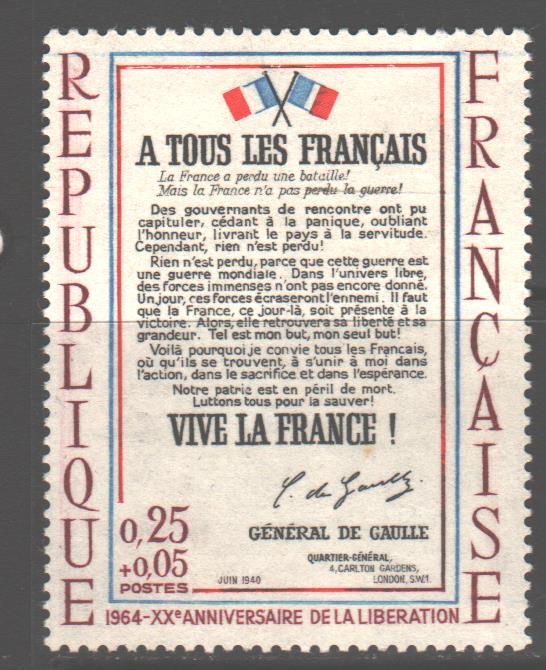 RÉPUBLIQUE
FRANÇAISE
A TOUS LES FRANÇAIS
La France a perdu une bataille!
Mais la France n'a pas perdu la guerre!
Des gouvernants de rencontre ont pu
capituler, cédant à la panique, oubliant
l'honneur, livrant le pays à la servitude.
Cependant, rien n'est perdu!
Rien n'est perdu, parce que cette guerre est
une guerre mondiale. Dans l'univers libre,
des forces immenses n'ont pas encore donné.
Un jour, ces forces écraseront l'ennemi. Il faut
que la France, ce jour-là, soit présente à la
victoire. Alors, elle retrouvera sa liberté et sa
grandeur. Tel est mon but, mon seul but!
Voilà pourquoi je convie tous les Français,
où qu'ils se trouvent, à s'unir à moi dans
l'action, dans le sacrifice et dans l'espérance.
Notre patrie est en péril de mort.
Luttons tous pour la sauver!
VIVE LA FRANCE !
C. de Gaulle
GÉNÉRAL DE GAULLE
QUARTIER-GÉNÉRAL,
4, CARLTON GARDENS,
LONDON, S.W.1.
0,25
+0,05
POSTES
JUIN 1940
1964-XXe ANNIVERSAIRE DE LA LIBERATION